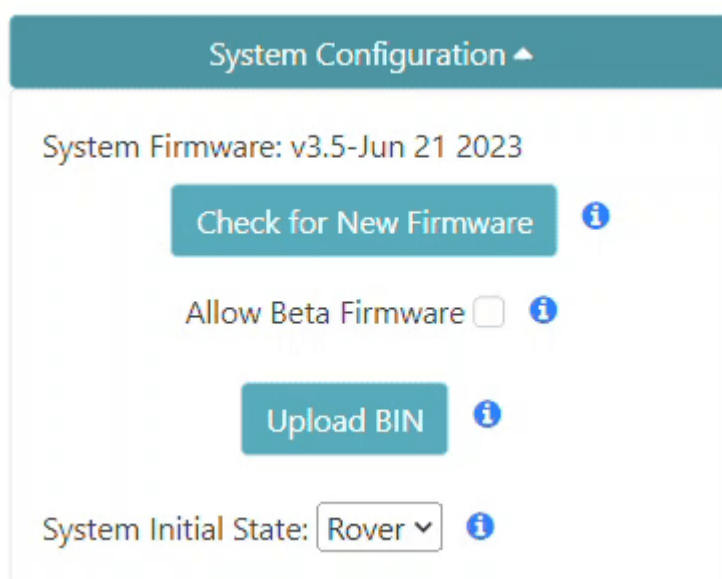 System Configuration
System Firmware: v3.5-Jun 21 2023
Check for New Firmware
Allow Beta Firmware
Upload BIN
System Initial State: Rover